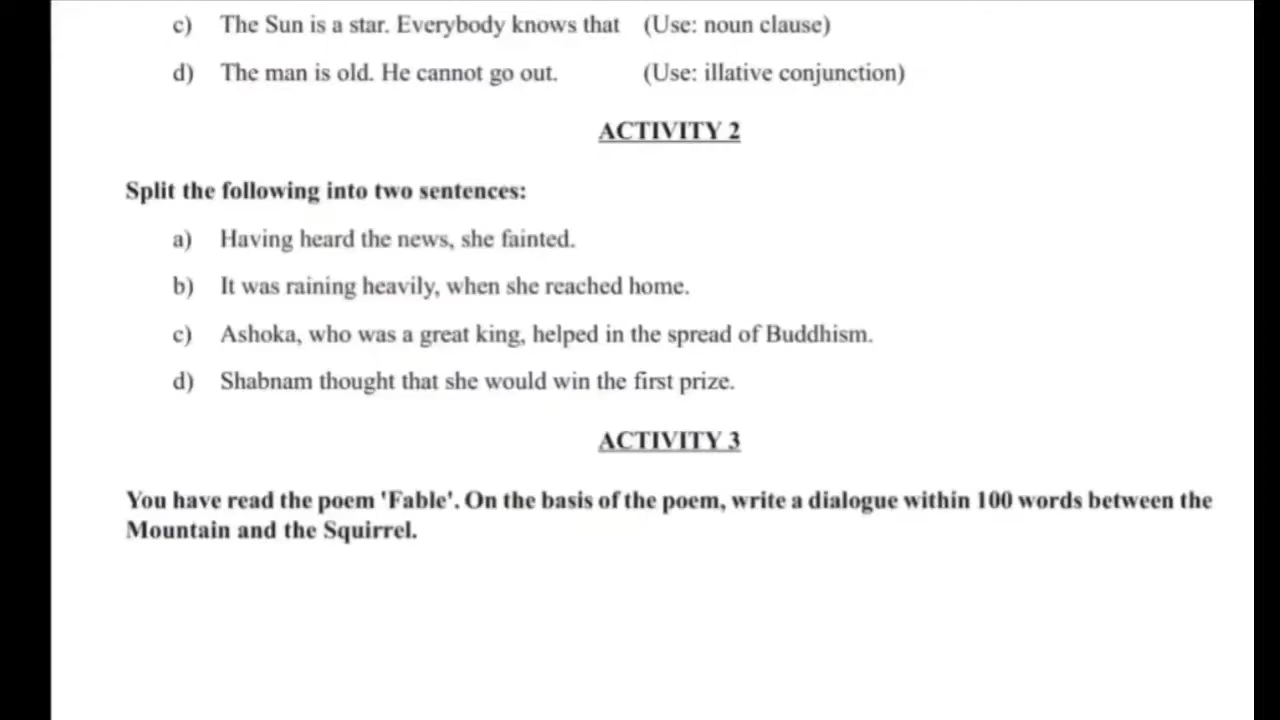 c) The Sun is a star. Everybody knows that (Use: noun clause)
d) The man is old. He cannot go out. (Use: illative conjunction)
ACTIVITY 2
Split the following into two sentences:
a) Having heard the news, she fainted.
b) It was raining heavily, when she reached home.
c) Ashoka, who was a great king, helped in the spread of Buddhism.
d) Shabnam thought that she would win the first prize.
ACTIVITY 3
You have read the poem 'Fable'. On the basis of the poem, write a dialogue within 100 words between the
Mountain and the Squirrel.